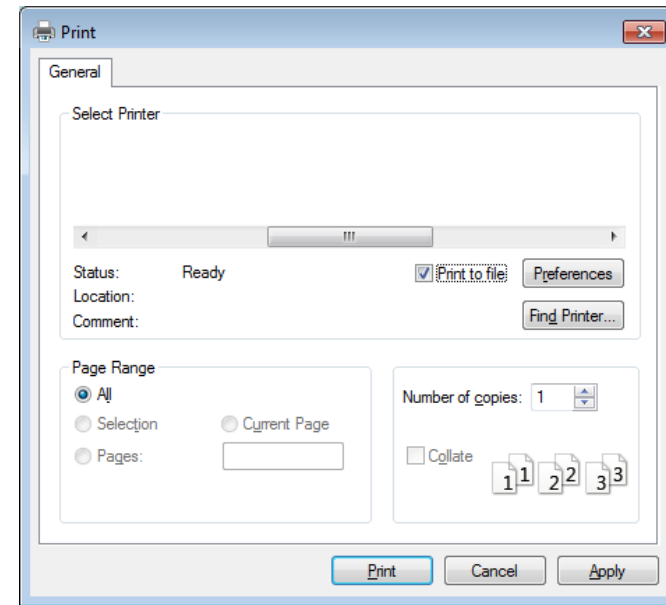 Print
General
Select Printer
Status: Ready
Print to file
Preferences
Location:
Comment:
Find Printer...
Page Range
All
Selection
Current Page
Pages:
Number of copies: 1
Collate
1 1 2 2 3 3
Print
Cancel
Apply